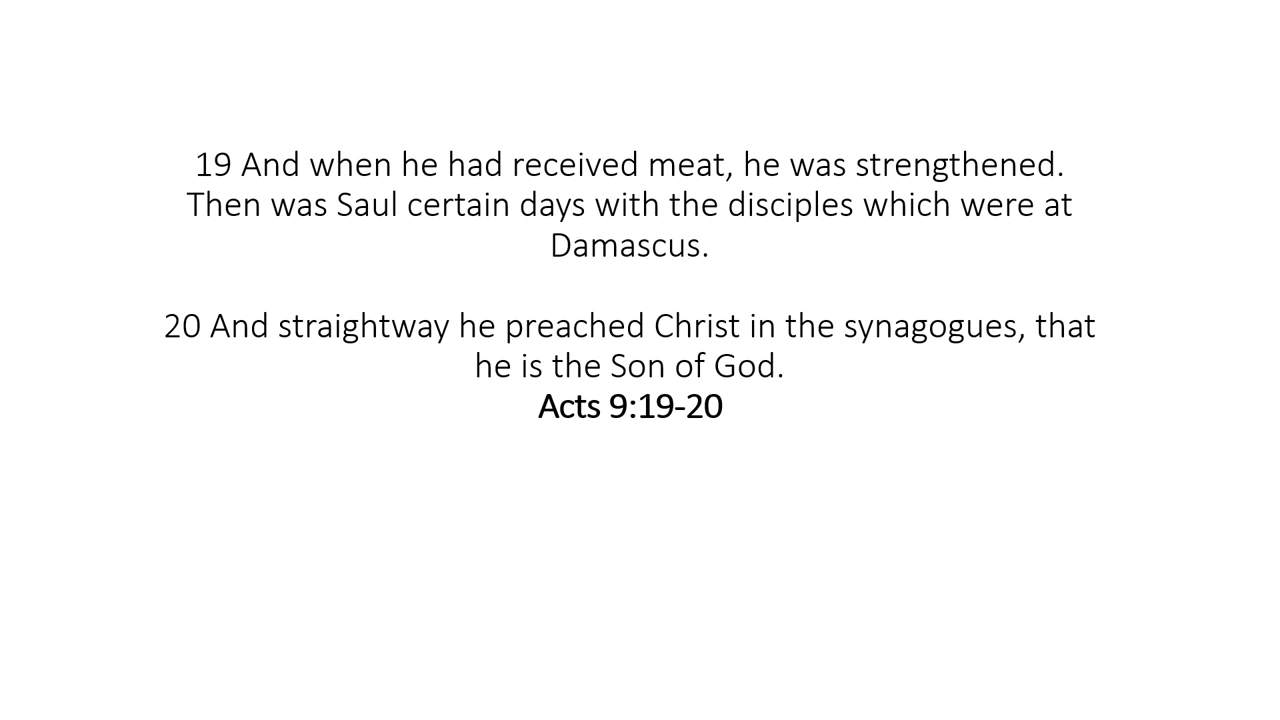 19 And when he had received meat, he was strengthened.
Then was Saul certain days with the disciples which were at
Damascus.
20 And straightway he preached Christ in the synagogues, that
he is the Son of God.
Acts 9:19-20